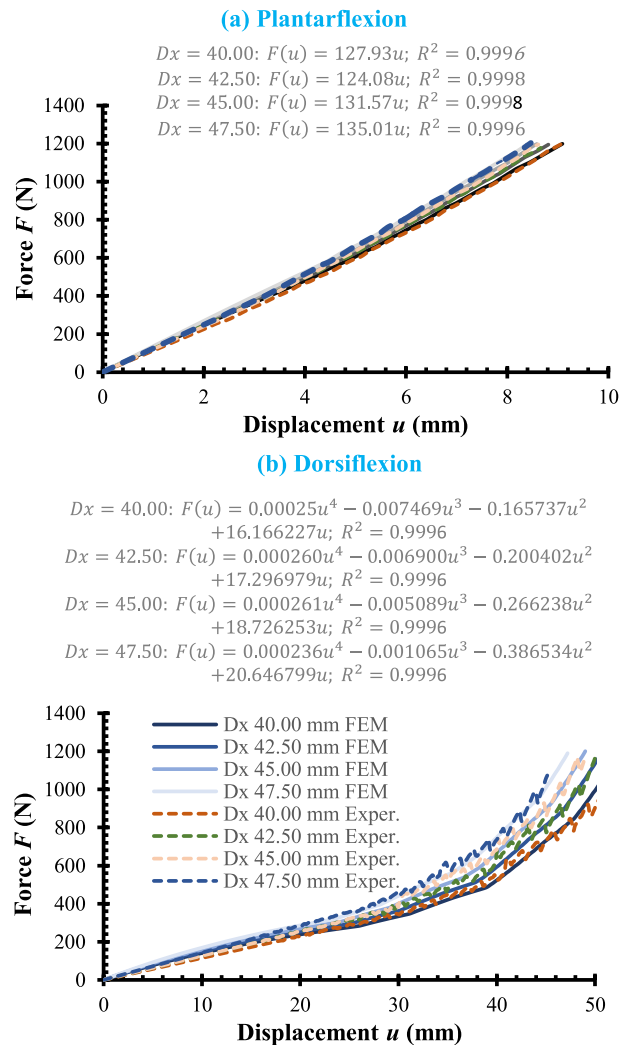 (a) Plantarflexion
Dx = 40.00: F(u) = 127.93u; R² = 0.9996
Dx = 42.50: F(u) = 124.08u; R² = 0.9998
Dx = 45.00: F(u) = 131.57u; R² = 0.9998
Dx = 47.50: F(u) = 135.01u; R² = 0.9996
1400
1200
1000
800
600
400
200
0
Force F (N)
0 2 4 6 8 10
Displacement u (mm)
(b) Dorsiflexion
Dx = 40.00: F(u) = 0.00025u⁴ − 0.007469u³ − 0.165737u²
+16.166227u; R² = 0.9996
Dx = 42.50: F(u) = 0.000260u⁴ − 0.006900u³ − 0.200402u²
+17.296979u; R² = 0.9996
Dx = 45.00: F(u) = 0.000261u⁴ − 0.005089u³ − 0.266238u²
+18.726253u; R² = 0.9996
Dx = 47.50: F(u) = 0.000236u⁴ − 0.001065u³ − 0.386534u²
+20.646799u; R² = 0.9996
1400
1200
1000
800
600
400
200
0
Force F (N)
Dx 40.00 mm FEM
Dx 42.50 mm FEM
Dx 45.00 mm FEM
Dx 47.50 mm FEM
Dx 40.00 mm Exper.
Dx 42.50 mm Exper.
Dx 45.00 mm Exper.
Dx 47.50 mm Exper.
0 10 20 30 40 50
Displacement u (mm)